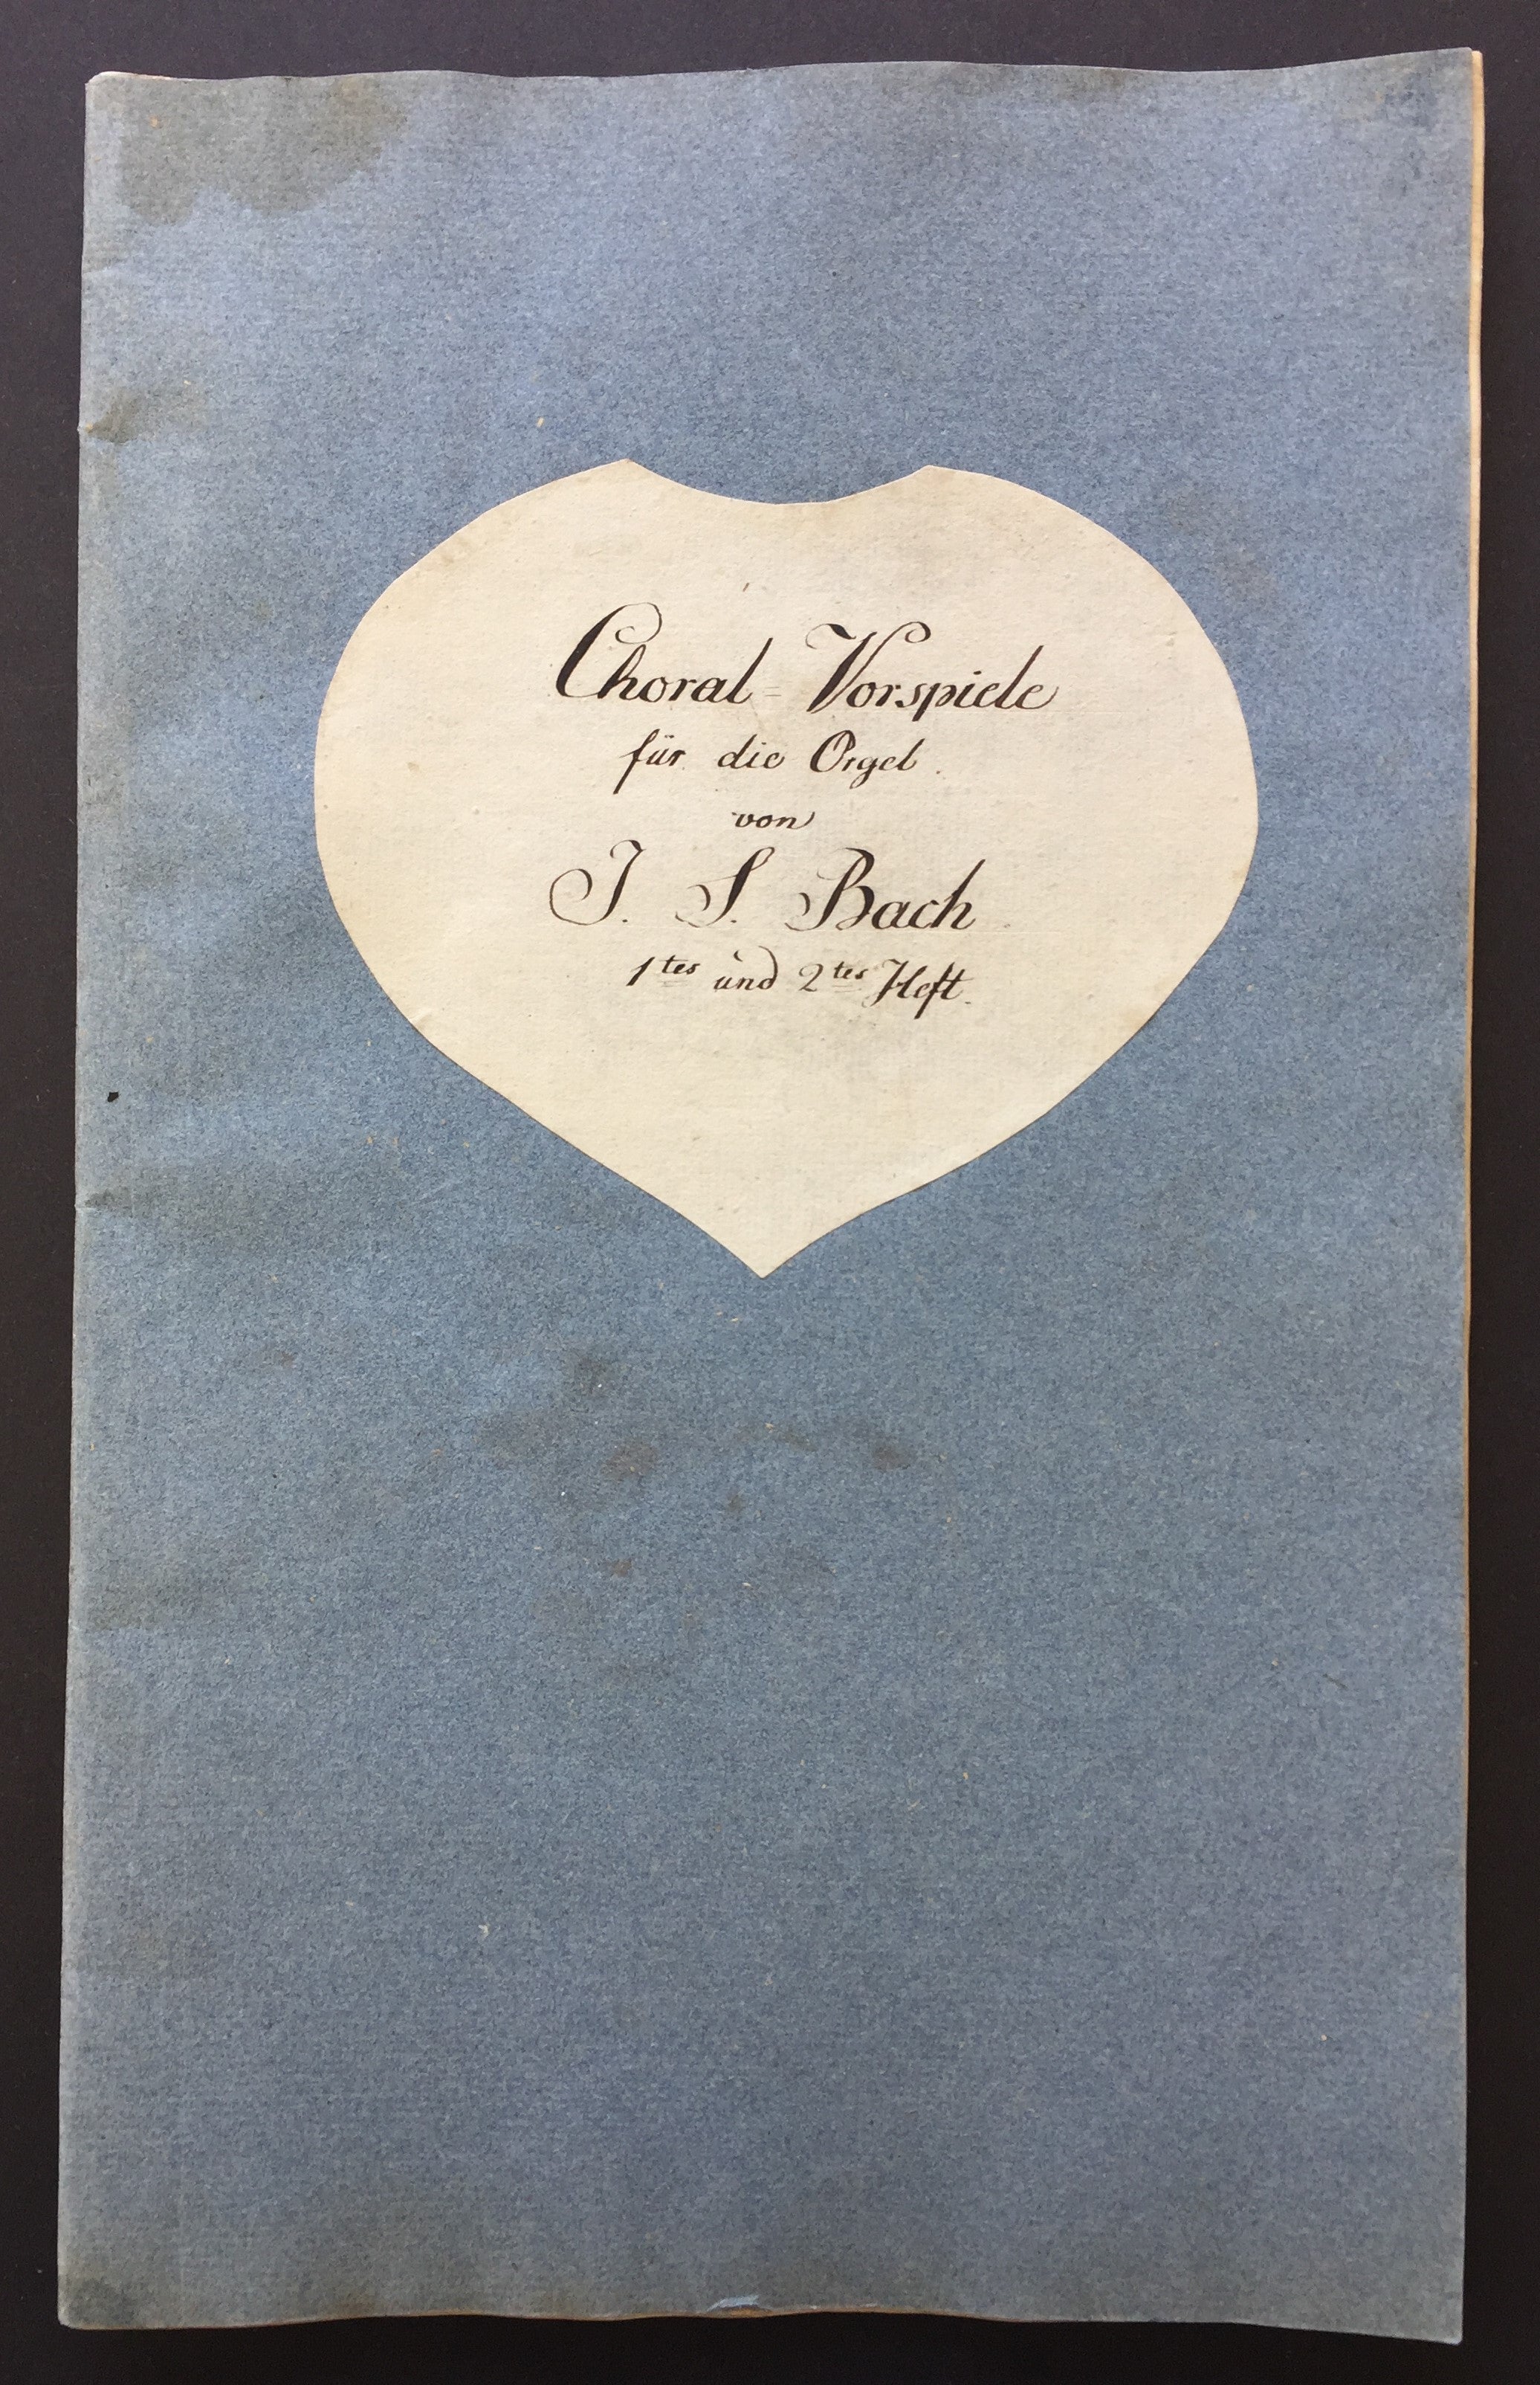 Choral=Vorspiele
für die Orgel.
von
J. S. Bach.
1tes und 2tes Heft.